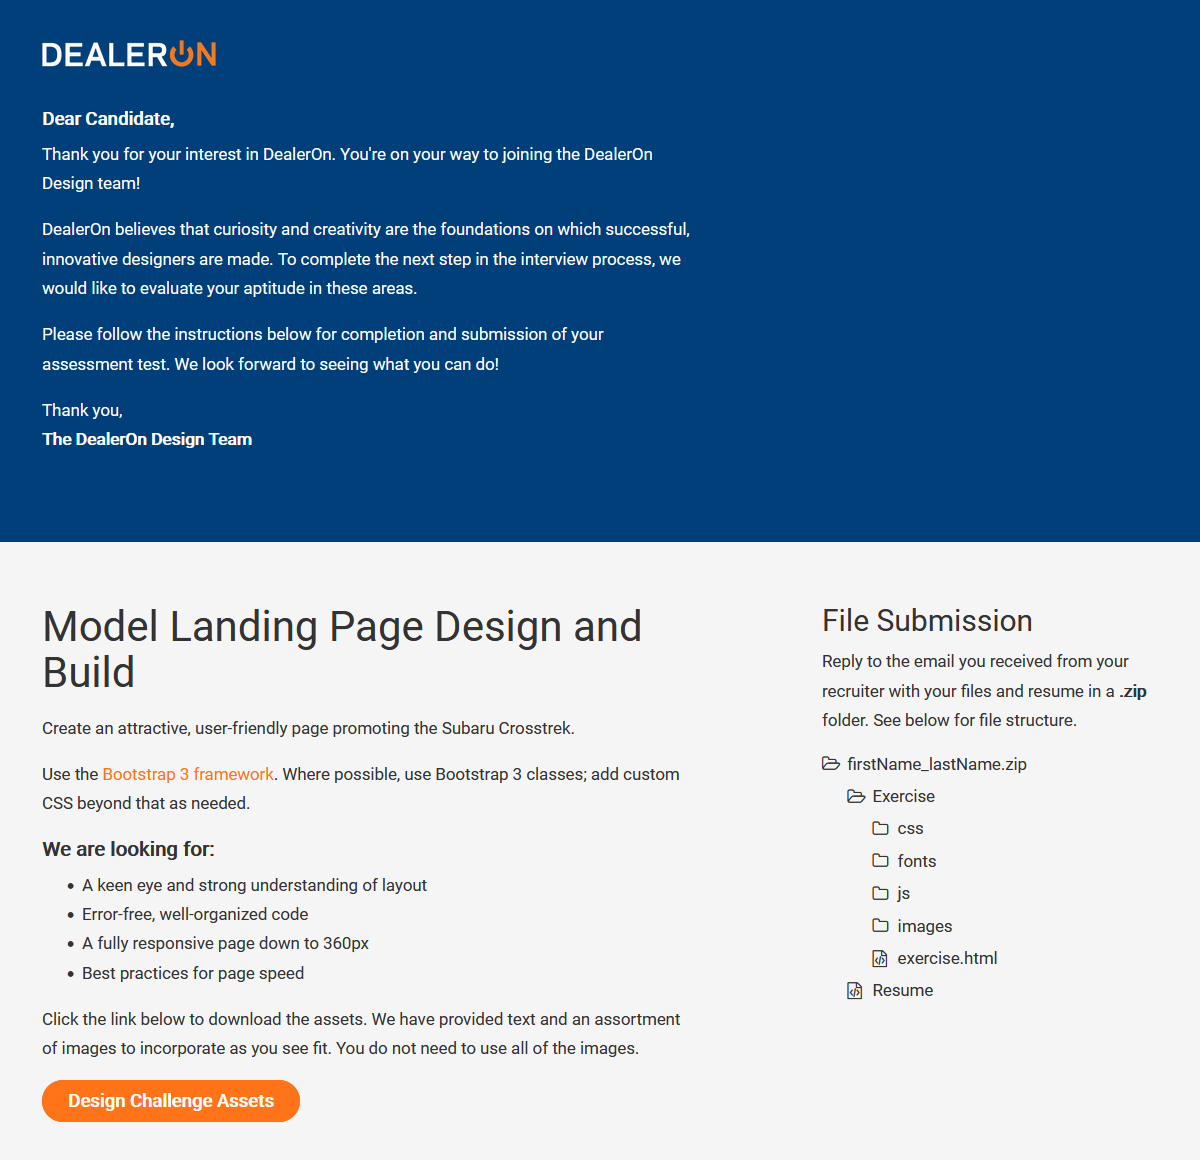 DEALERON
Dear Candidate,
Thank you for your interest in DealerOn. You're on your way to joining the DealerOn
Design team!
DealerOn believes that curiosity and creativity are the foundations on which successful,
innovative designers are made. To complete the next step in the interview process, we
would like to evaluate your aptitude in these areas.
Please follow the instructions below for completion and submission of your
assessment test. We look forward to seeing what you can do!
Thank you,
The DealerOn Design Team
Model Landing Page Design and
Build
Create an attractive, user-friendly page promoting the Subaru Crosstrek.
Use the Bootstrap 3 framework. Where possible, use Bootstrap 3 classes; add custom
CSS beyond that as needed.
We are looking for:
• A keen eye and strong understanding of layout
• Error-free, well-organized code
• A fully responsive page down to 360px
• Best practices for page speed
Click the link below to download the assets. We have provided text and an assortment
of images to incorporate as you see fit. You do not need to use all of the images.
Design Challenge Assets
File Submission
Reply to the email you received from your
recruiter with your files and resume in a .zip
folder. See below for file structure.
firstName_lastName.zip
Exercise
css
fonts
js
images
exercise.html
Resume